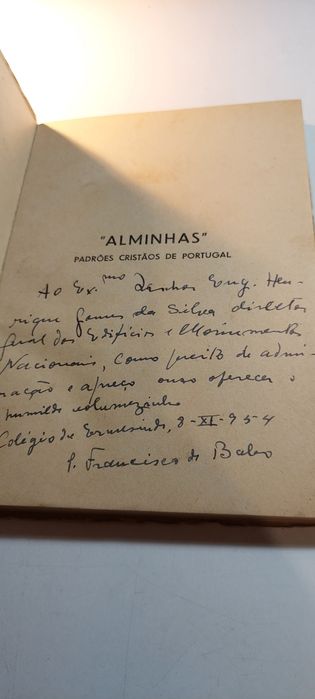 "ALMINHAS"
PADRÕES CRISTÃOS DE PORTUGAL
Ao Ex.mo Senhor Eng. Hen-
rique Gomes da Silva director
geral dos Edifícios e Monumentos
Nacionais, como preito de admi-
ração e apreço ouso oferecer o
humilde volumezinho
Colégio de Ermesinde, 8-XI-954
P. Francisco de Babo